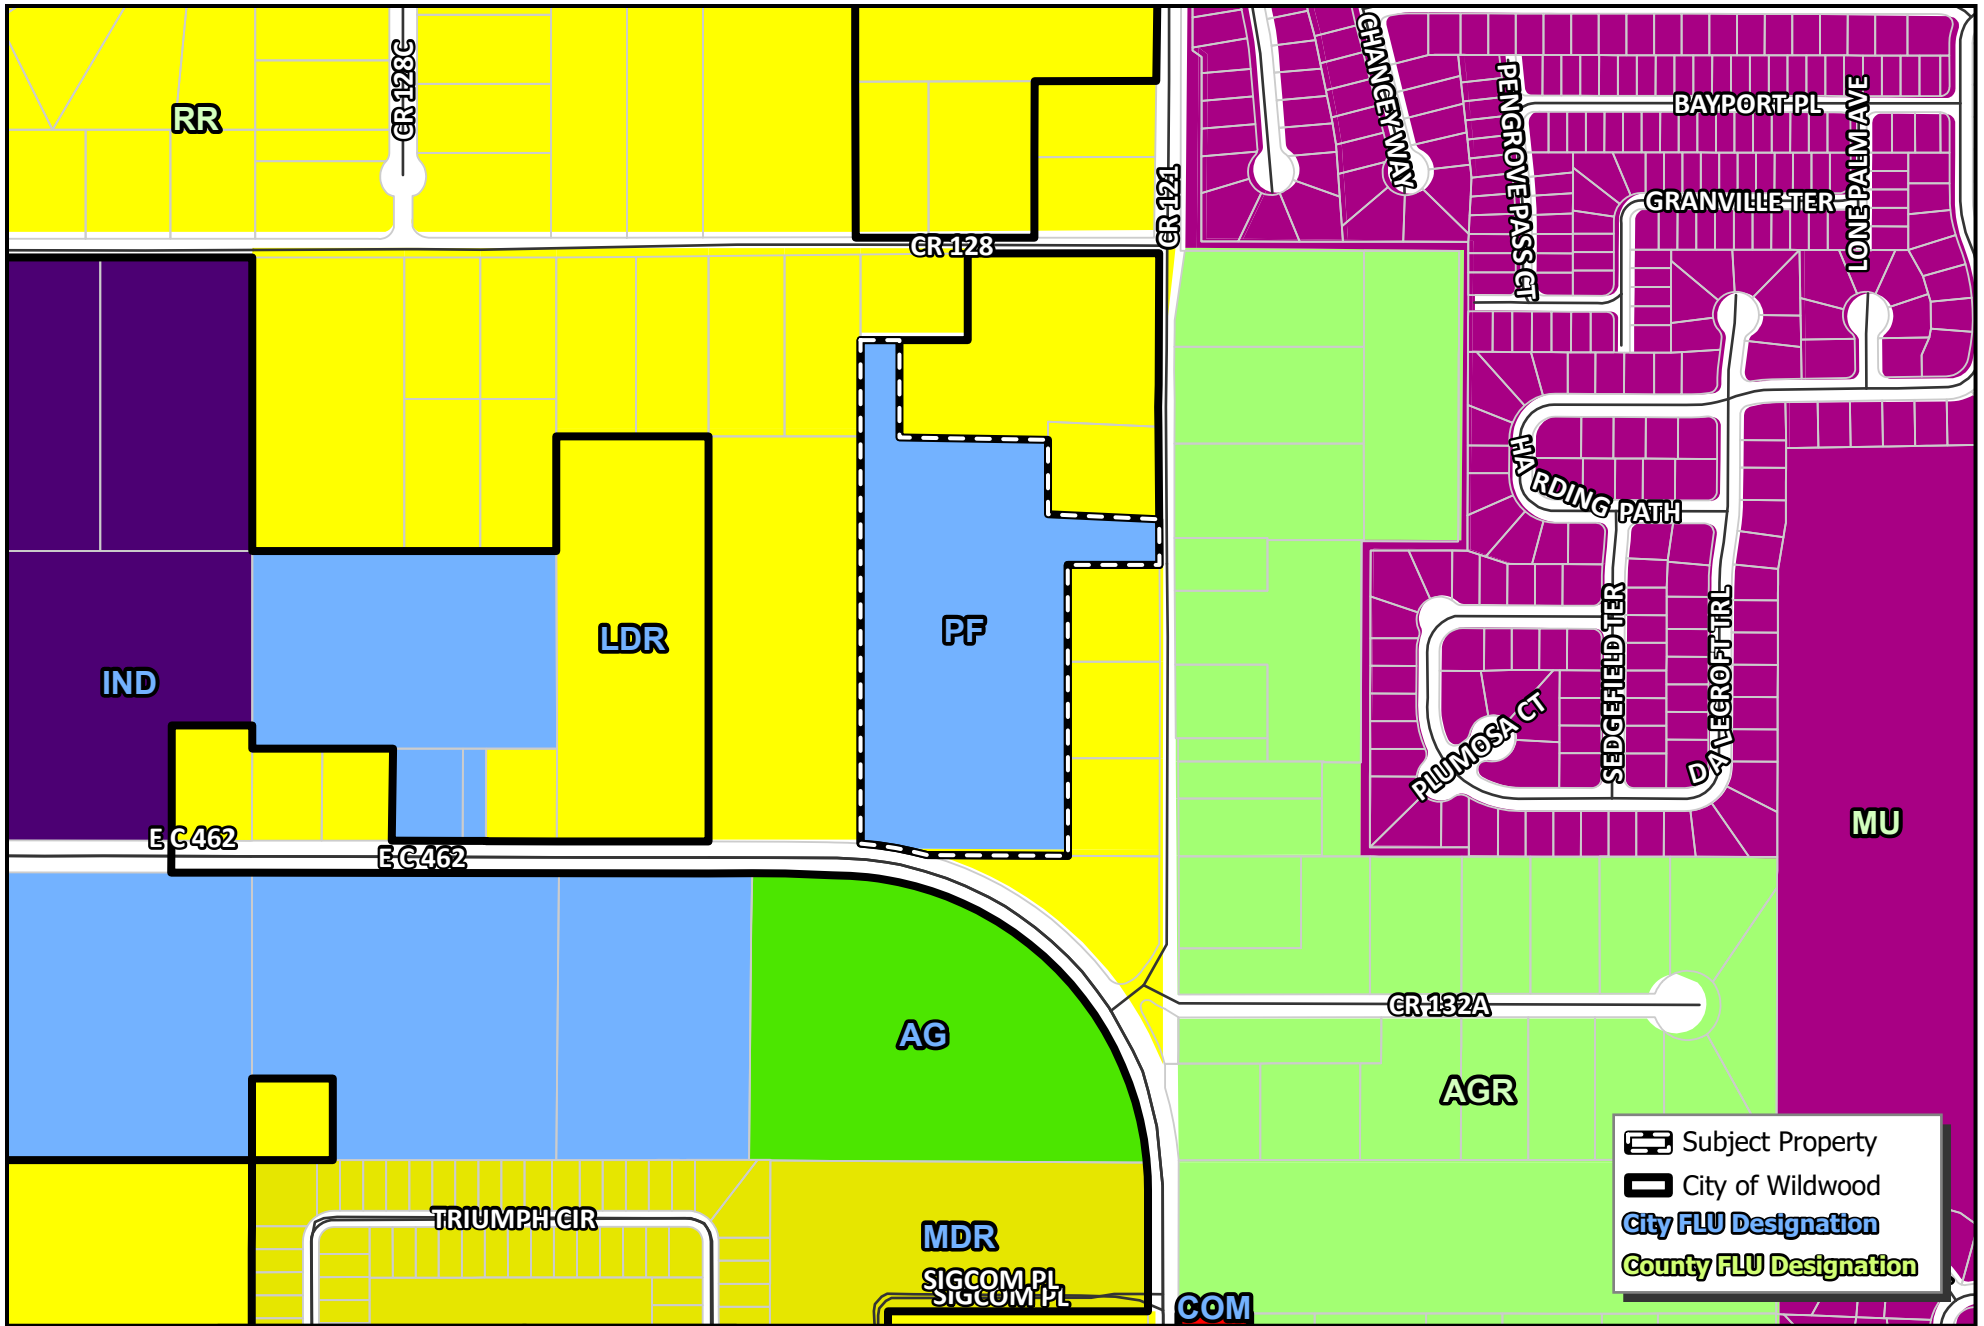 CR 128C
CHANCEY WAY
PENGROVE PASS CT
BAYPORT PL
LONE PALM AVE
RR
CR 121
GRANVILLE TER
CR 128
HARDING PATH
LDR
PF
IND
SEDGEFIELD TER
DALECROFT TRL
PLUMOSA CT
E C 462
E C 462
MU
CR 132A
AG
AGR
Subject Property
City of Wildwood
City FLU Designation
County FLU Designation
TRIUMPH CIR
MDR
SIGCOM PL
SIGCOM PL
COM